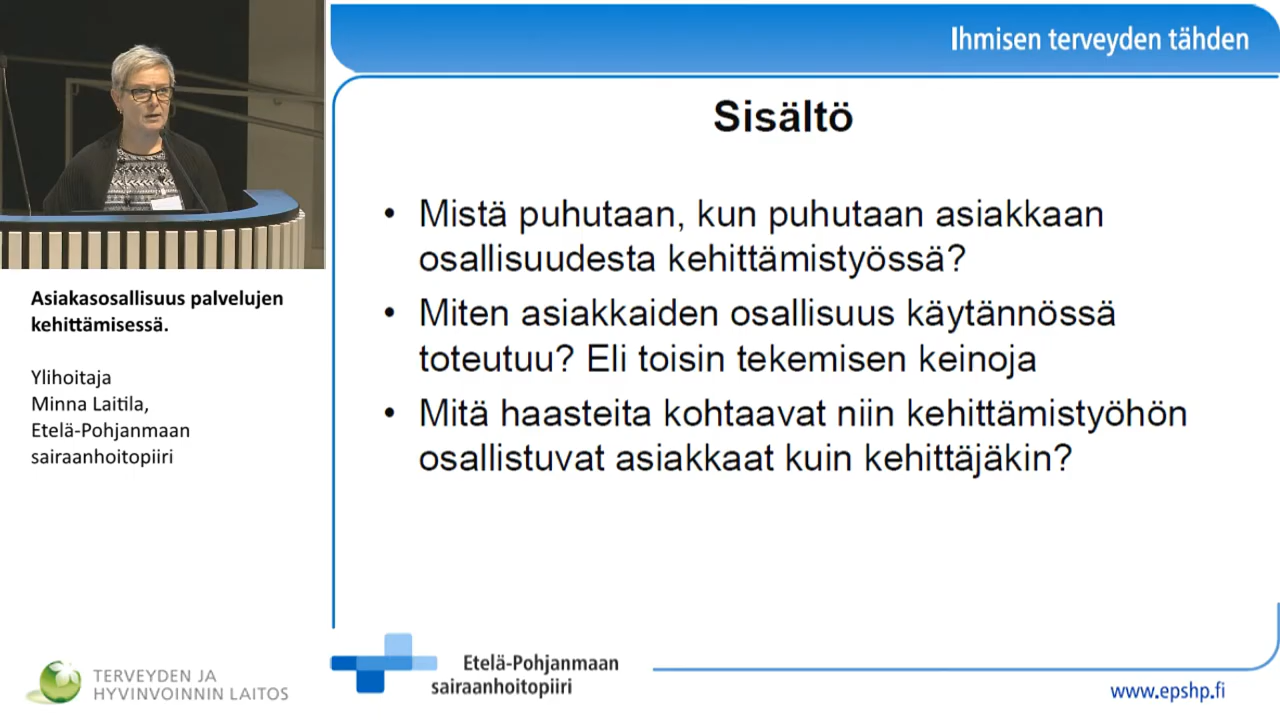 Ihmisen terveyden tähden
Sisältö
• Mistä puhutaan, kun puhutaan asiakkaan
osallisuudesta kehittämistyössä?
• Miten asiakkaiden osallisuus käytännössä
toteutuu? Eli toisin tekemisen keinoja
• Mitä haasteita kohtaavat niin kehittämistyöhön
osallistuvat asiakkaat kuin kehittäjäkin?
Asiakasosallisuus palvelujen
kehittämisessä.
Ylihoitaja
Minna Laitila,
Etelä-Pohjanmaan
sairaanhoitopiiri
TERVEYDEN JA
HYVINVOINNIN LAITOS
Etelä-Pohjanmaan
sairaanhoitopiiri
www.epshp.fi